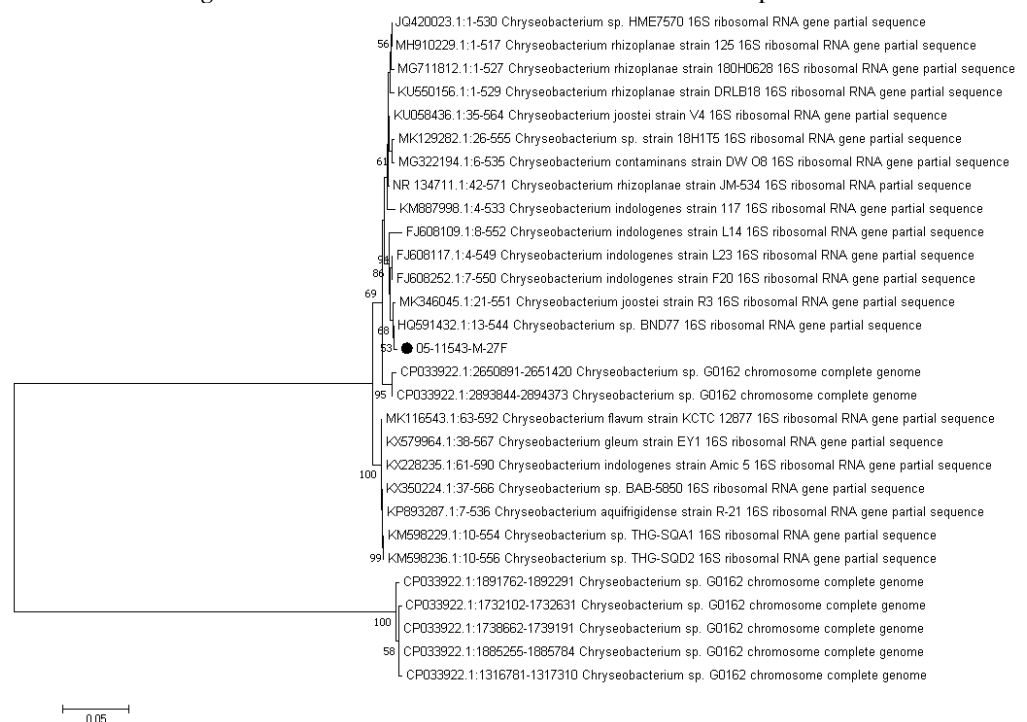 JQ420023.1:1-530 Chryseobacterium sp. HME7570 16S ribosomal RNA gene partial sequence
56
MH910229.1:1-517 Chryseobacterium rhizoplanae strain 125 16S ribosomal RNA gene partial sequence
MG711812.1:1-527 Chryseobacterium rhizoplanae strain 180H0628 16S ribosomal RNA gene partial sequence
KU550156.1:1-529 Chryseobacterium rhizoplanae strain DRLB18 16S ribosomal RNA gene partial sequence
KU058436.1:35-564 Chryseobacterium joostei strain V4 16S ribosomal RNA gene partial sequence
MK129282.1:26-555 Chryseobacterium sp. strain 18H1T5 16S ribosomal RNA gene partial sequence
61
MG322194.1:6-535 Chryseobacterium contaminans strain DW O8 16S ribosomal RNA gene partial sequence
NR 134711.1:42-571 Chryseobacterium rhizoplanae strain JM-534 16S ribosomal RNA partial sequence
KM887998.1:4-533 Chryseobacterium indologenes strain 117 16S ribosomal RNA gene partial sequence
FJ608109.1:8-552 Chryseobacterium indologenes strain L14 16S ribosomal RNA gene partial sequence
FJ608117.1:4-549 Chryseobacterium indologenes strain L23 16S ribosomal RNA gene partial sequence
86
FJ608252.1:7-550 Chryseobacterium indologenes strain F20 16S ribosomal RNA gene partial sequence
69
MK346045.1:21-551 Chryseobacterium joostei strain R3 16S ribosomal RNA gene partial sequence
68
HQ591432.1:13-544 Chryseobacterium sp. BND77 16S ribosomal RNA gene partial sequence
53
05-11543-M-27F
CP033922.1:2650891-2651420 Chryseobacterium sp. G0162 chromosome complete genome
95
CP033922.1:2893844-2894373 Chryseobacterium sp. G0162 chromosome complete genome
MK116543.1:63-592 Chryseobacterium flavum strain KCTC 12877 16S ribosomal RNA gene partial sequence
KX579964.1:38-567 Chryseobacterium gleum strain EY1 16S ribosomal RNA gene partial sequence
KX228235.1:61-590 Chryseobacterium indologenes strain Amic 5 16S ribosomal RNA gene partial sequence
100
KX350224.1:37-566 Chryseobacterium sp. BAB-5850 16S ribosomal RNA gene partial sequence
KP893287.1:7-536 Chryseobacterium aquifrigidense strain R-21 16S ribosomal RNA gene partial sequence
KM598229.1:10-554 Chryseobacterium sp. THG-SQA1 16S ribosomal RNA gene partial sequence
99
KM598236.1:10-556 Chryseobacterium sp. THG-SQD2 16S ribosomal RNA gene partial sequence
CP033922.1:1891762-1892291 Chryseobacterium sp. G0162 chromosome complete genome
CP033922.1:1732102-1732631 Chryseobacterium sp. G0162 chromosome complete genome
100
CP033922.1:1738662-1739191 Chryseobacterium sp. G0162 chromosome complete genome
58
CP033922.1:1885255-1885784 Chryseobacterium sp. G0162 chromosome complete genome
CP033922.1:1316781-1317310 Chryseobacterium sp. G0162 chromosome complete genome
0.05